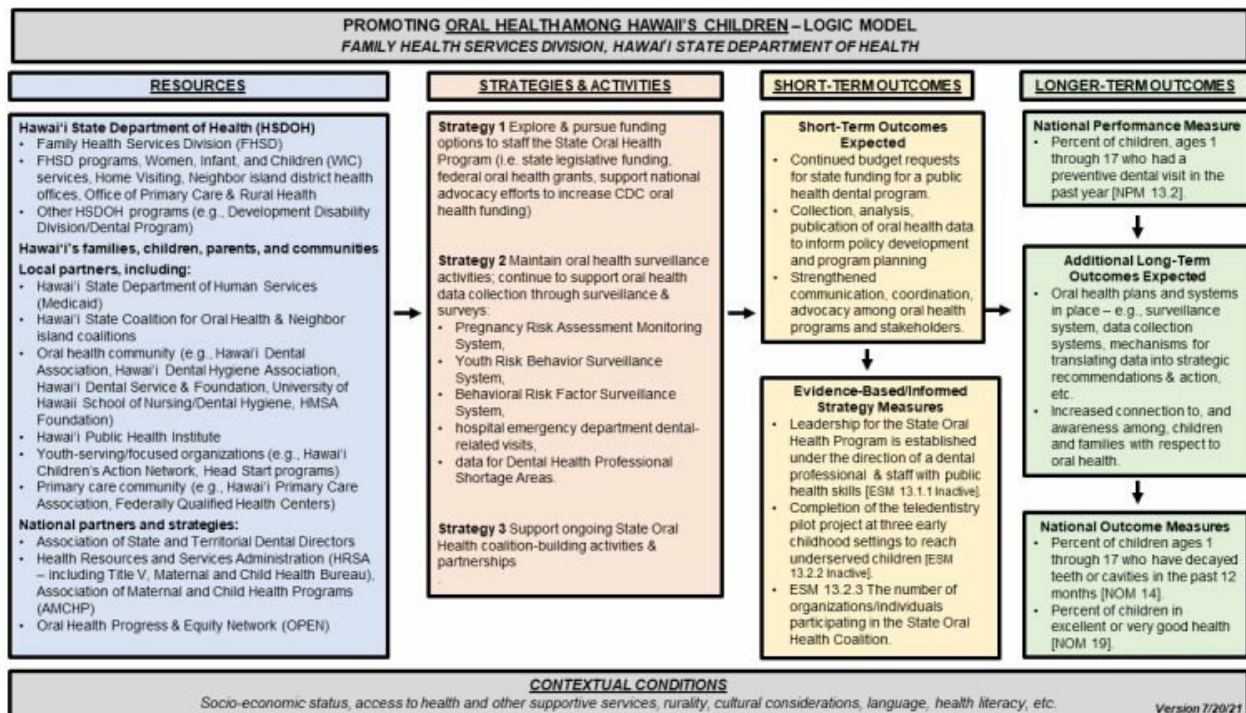 PROMOTING ORAL HEALTH AMONG HAWAII'S CHILDREN – LOGIC MODEL
FAMILY HEALTH SERVICES DIVISION, HAWAI'I STATE DEPARTMENT OF HEALTH
RESOURCES
Hawai'i State Department of Health (HSDOH)
• Family Health Services Division (FHSD)
• FHSD programs, Women, Infant, and Children (WIC)
services, Home Visiting, Neighbor island district health
offices, Office of Primary Care & Rural Health
• Other HSDOH programs (e.g., Development Disability
Division/Dental Program)
Hawai'i's families, children, parents, and communities
Local partners, including:
• Hawai'i State Department of Human Services
(Medicaid)
• Hawai'i State Coalition for Oral Health & Neighbor
island coalitions
• Oral health community (e.g., Hawai'i Dental
Association, Hawai'i Dental Hygiene Association,
Hawai'i Dental Service & Foundation, University of
Hawaii School of Nursing/Dental Hygiene, HMSA
Foundation)
• Hawai'i Public Health Institute
• Youth-serving/focused organizations (e.g., Hawai'i
Children's Action Network, Head Start programs)
• Primary care community (e.g., Hawai'i Primary Care
Association, Federally Qualified Health Centers)
National partners and strategies:
• Association of State and Territorial Dental Directors
• Health Resources and Services Administration (HRSA
– including Title V, Maternal and Child Health Bureau),
Association of Maternal and Child Health Programs
(AMCHP)
• Oral Health Progress & Equity Network (OPEN)
STRATEGIES & ACTIVITIES
Strategy 1 Explore & pursue funding
options to staff the State Oral Health
Program (i.e. state legislative funding,
federal oral health grants, support national
advocacy efforts to increase CDC oral
health funding)
Strategy 2 Maintain oral health surveillance
activities; continue to support oral health
data collection through surveillance &
surveys:
• Pregnancy Risk Assessment Monitoring
System,
• Youth Risk Behavior Surveillance
System,
• Behavioral Risk Factor Surveillance
System,
• hospital emergency department dental-
related visits,
• data for Dental Health Professional
Shortage Areas.
Strategy 3 Support ongoing State Oral
Health coalition-building activities &
partnerships
.
SHORT-TERM OUTCOMES
Short-Term Outcomes
Expected
• Continued budget requests
for state funding for a public
health dental program.
• Collection, analysis,
publication of oral health data
to inform policy development
and program planning
• Strengthened
communication, coordination,
advocacy among oral health
programs and stakeholders.
Evidence-Based/Informed
Strategy Measures
• Leadership for the State Oral
Health Program is established
under the direction of a dental
professional & staff with public
health skills [ESM 13.1.1 Inactive].
• Completion of the teledentistry
pilot project at three early
childhood settings to reach
underserved children [ESM
13.2.2 Inactive].
• ESM 13.2.3 The number of
organizations/individuals
participating in the State Oral
Health Coalition.
LONGER-TERM OUTCOMES
National Performance Measure
• Percent of children, ages 1
through 17 who had a
preventive dental visit in the
past year [NPM 13.2].
Additional Long-Term
Outcomes Expected
• Oral health plans and systems
in place – e.g., surveillance
system, data collection
systems, mechanisms for
translating data into strategic
recommendations & action,
etc.
• Increased connection to, and
awareness among, children
and families with respect to
oral health.
National Outcome Measures
• Percent of children ages 1
through 17 who have decayed
teeth or cavities in the past 12
months [NOM 14].
• Percent of children in
excellent or very good health
[NOM 19].
CONTEXTUAL CONDITIONS
Socio-economic status, access to health and other supportive services, rurality, cultural considerations, language, health literacy, etc.
Version 7/20/21